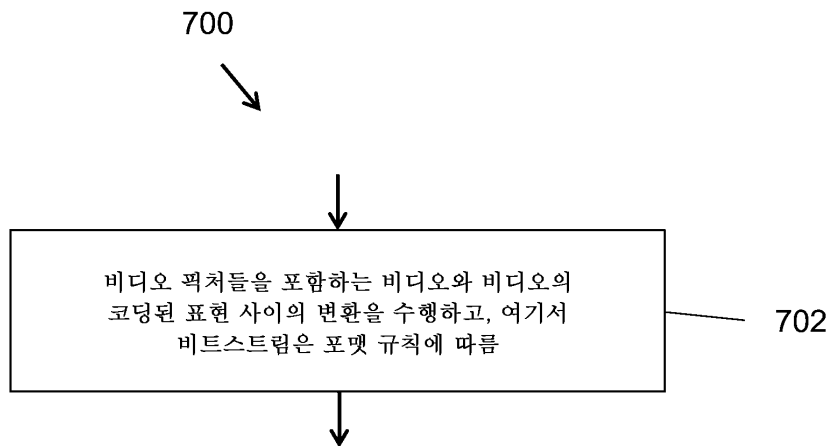 700
비디오 픽처들을 포함하는 비디오와 비디오의
코딩된 표현 사이의 변환을 수행하고, 여기서
비트스트림은 포맷 규칙에 따름
702